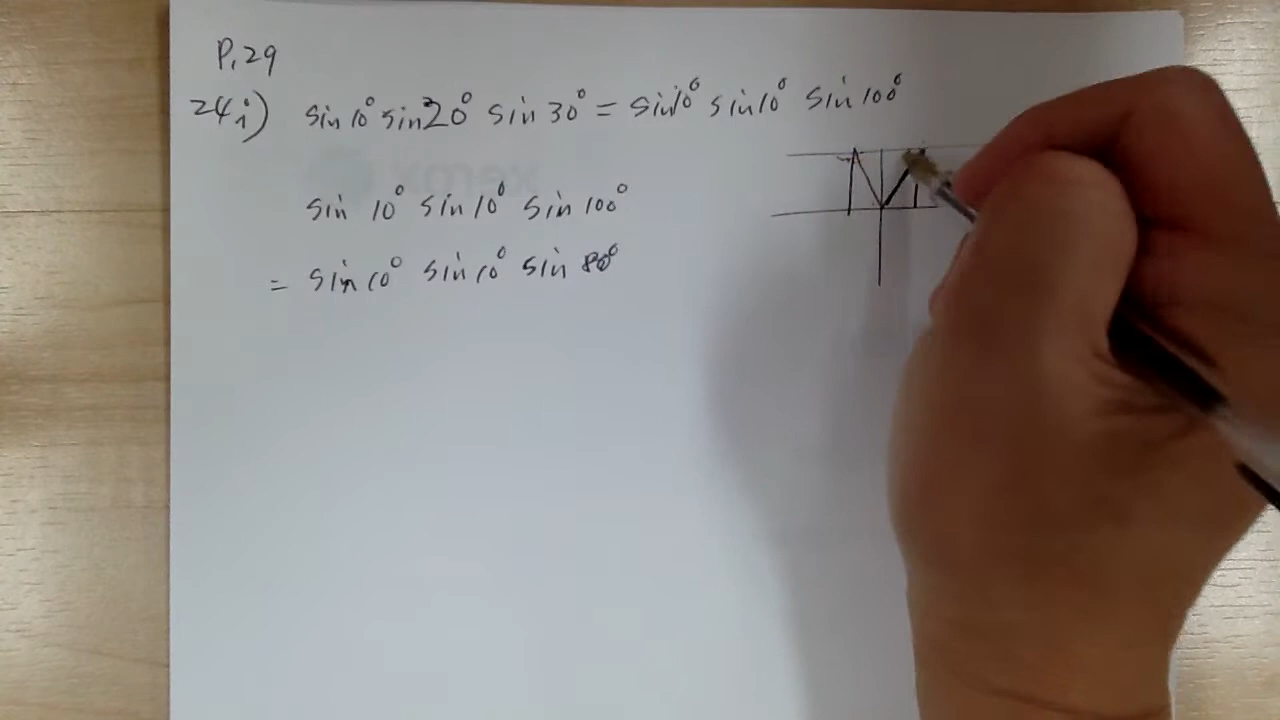 P.29
24i) sin 10° sin 20° sin 30° = sin 10° sin 10° sin 100°
sin 10° sin 10° sin 100°
= sin 10° sin 10° sin 80°